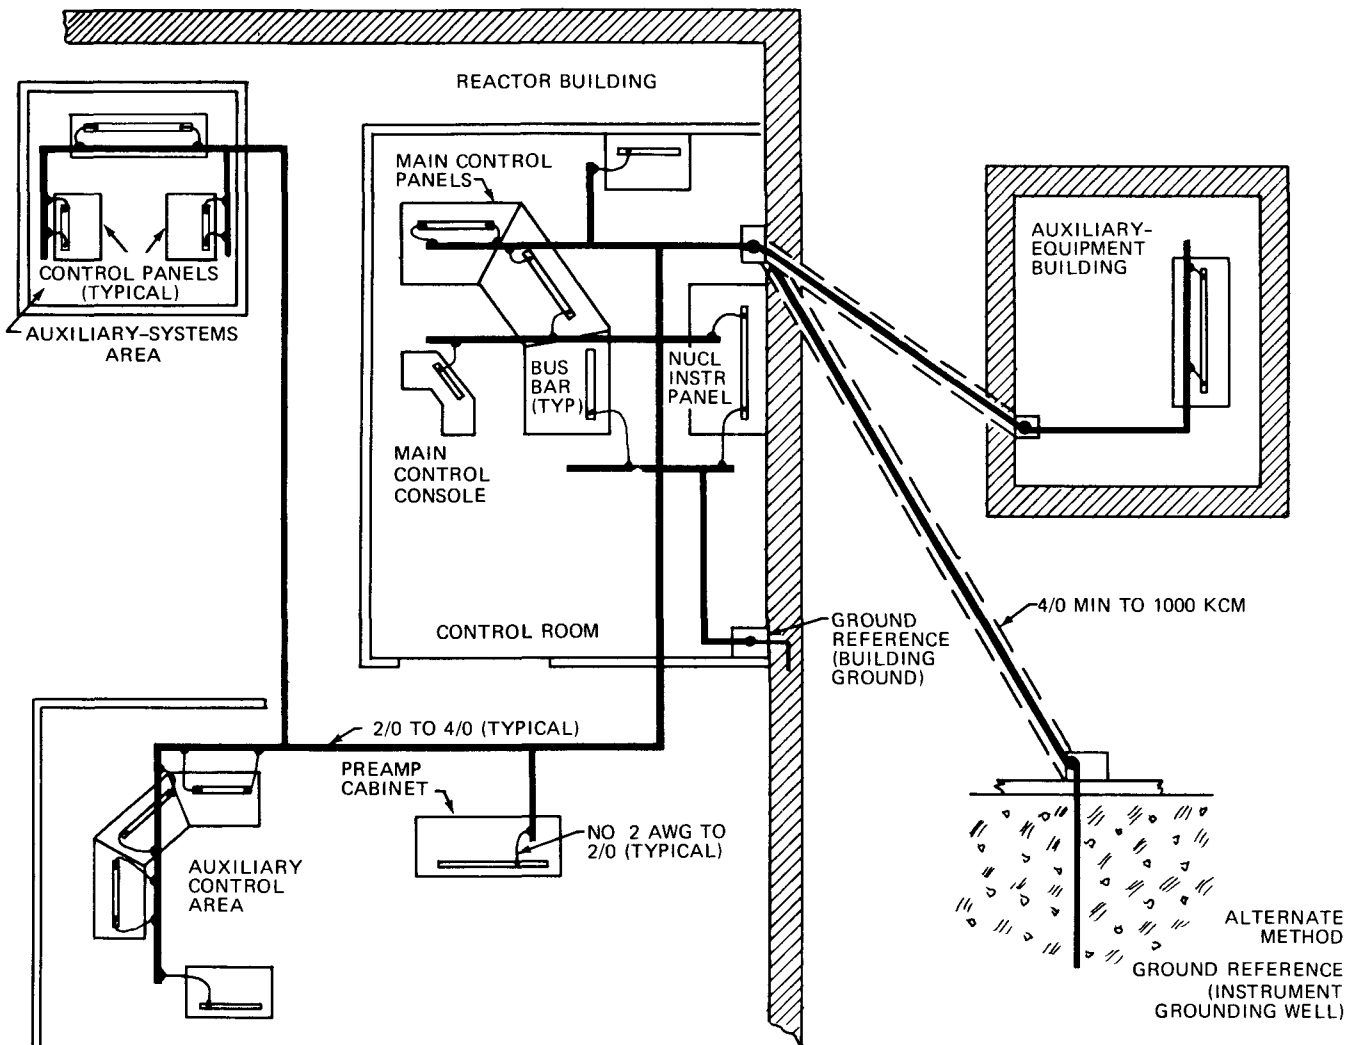 REACTOR BUILDING
MAIN CONTROL
PANELS
AUXILIARY-
EQUIPMENT
BUILDING
CONTROL PANELS
(TYPICAL)
AUXILIARY-SYSTEMS
AREA
BUS
BAR
(TYP)
NUCL
INSTR
PANEL
MAIN
CONTROL
CONSOLE
4/0 MIN TO 1000 KCM
GROUND
REFERENCE
(BUILDING
GROUND)
CONTROL ROOM
2/0 TO 4/0 (TYPICAL)
PREAMP
CABINET
NO 2 AWG TO
2/0 (TYPICAL)
AUXILIARY
CONTROL
AREA
ALTERNATE
METHOD
GROUND REFERENCE
(INSTRUMENT
GROUNDING WELL)